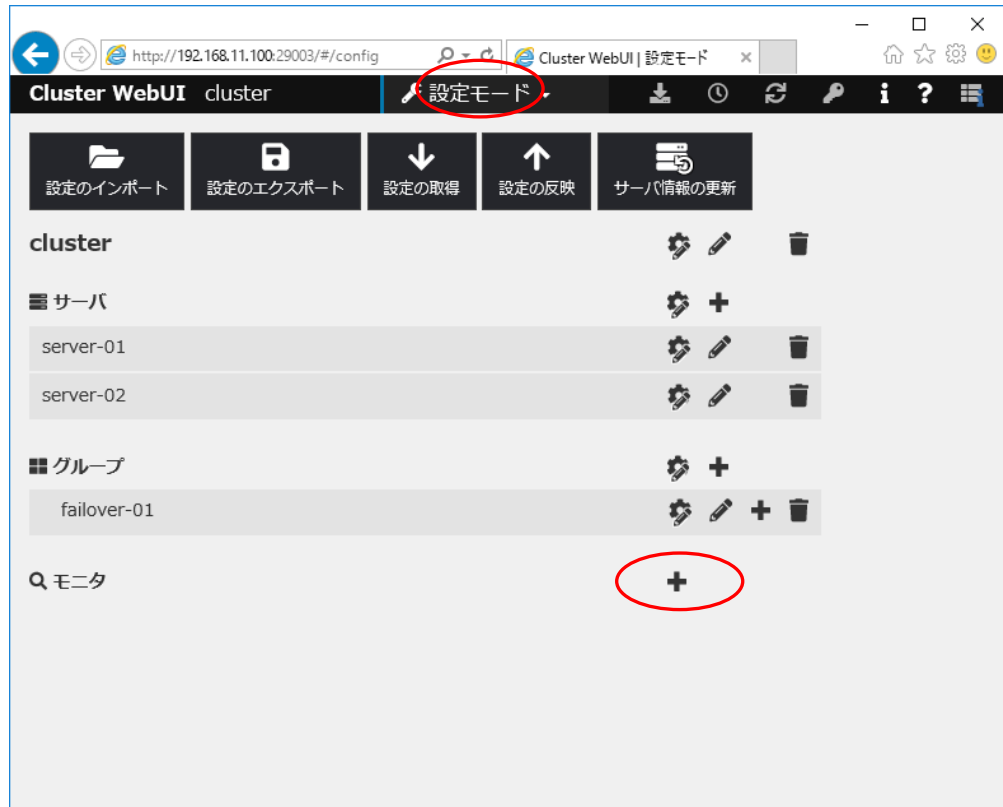 http://192.168.11.100:29003/#/config
Cluster WebUI | 設定モード
Cluster WebUI cluster 設定モード
設定のインポート 設定のエクスポート 設定の取得 設定の反映 サーバ情報の更新
cluster
サーバ
server-01
server-02
グループ
failover-01
モニタ